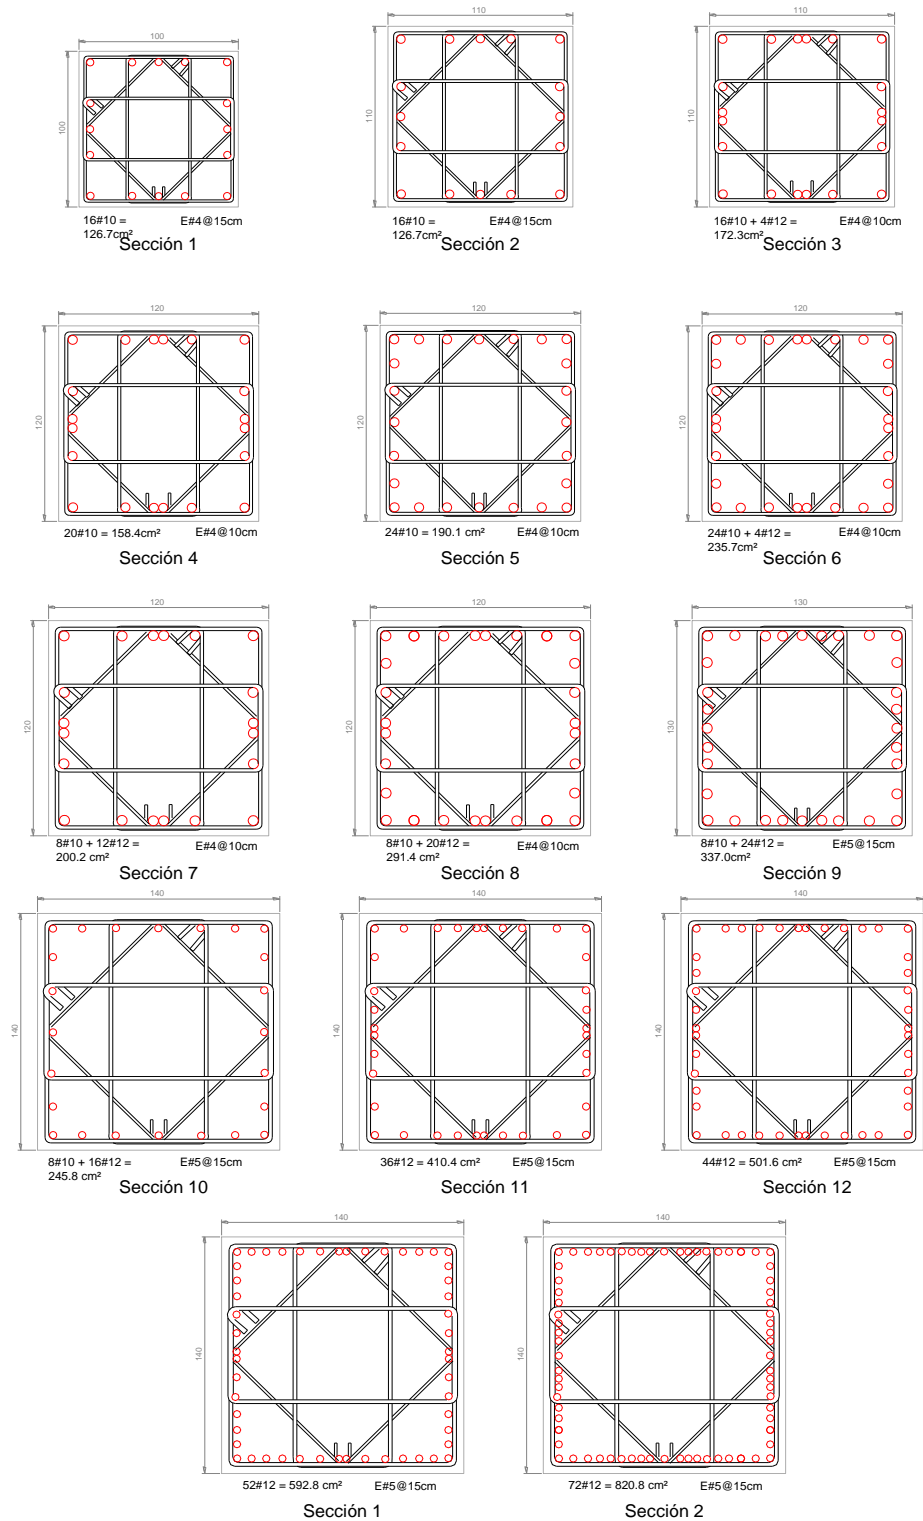 110
110
100
110
110
100
16#10 =
126.7cm²
E#4@15cm
Sección 1
16#10 =
126.7cm²
E#4@15cm
Sección 2
16#10 + 4#12 =
172.3cm²
E#4@10cm
Sección 3
120
120
120
120
120
120
20#10 = 158.4cm²
E#4@10cm
Sección 4
24#10 = 190.1 cm²
E#4@10cm
Sección 5
24#10 + 4#12 =
235.7cm²
E#4@10cm
Sección 6
120
120
130
120
120
130
8#10 + 12#12 =
200.2 cm²
E#4@10cm
Sección 7
8#10 + 20#12 =
291.4 cm²
E#4@10cm
Sección 8
8#10 + 24#12 =
337.0cm²
E#5@15cm
Sección 9
140
140
140
140
140
140
8#10 + 16#12 =
245.8 cm²
E#5@15cm
Sección 10
36#12 = 410.4 cm²
E#5@15cm
Sección 11
44#12 = 501.6 cm²
E#5@15cm
Sección 12
140
140
140
140
52#12 = 592.8 cm²
E#5@15cm
Sección 1
72#12 = 820.8 cm²
E#5@15cm
Sección 2